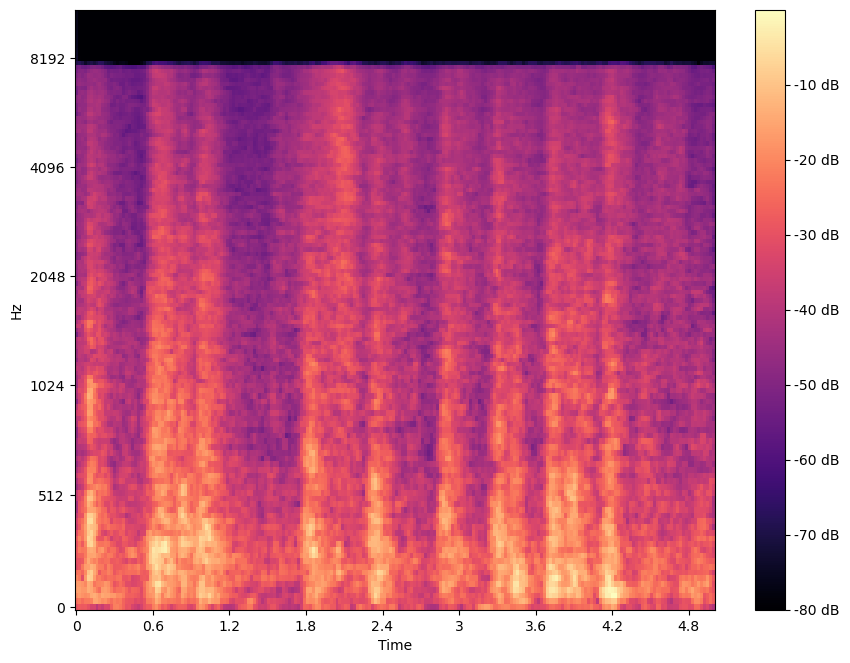 8192
4096
2048
1024
512
0
Hz
0 0.6 1.2 1.8 2.4 3 3.6 4.2 4.8
Time
-10 dB
-20 dB
-30 dB
-40 dB
-50 dB
-60 dB
-70 dB
-80 dB